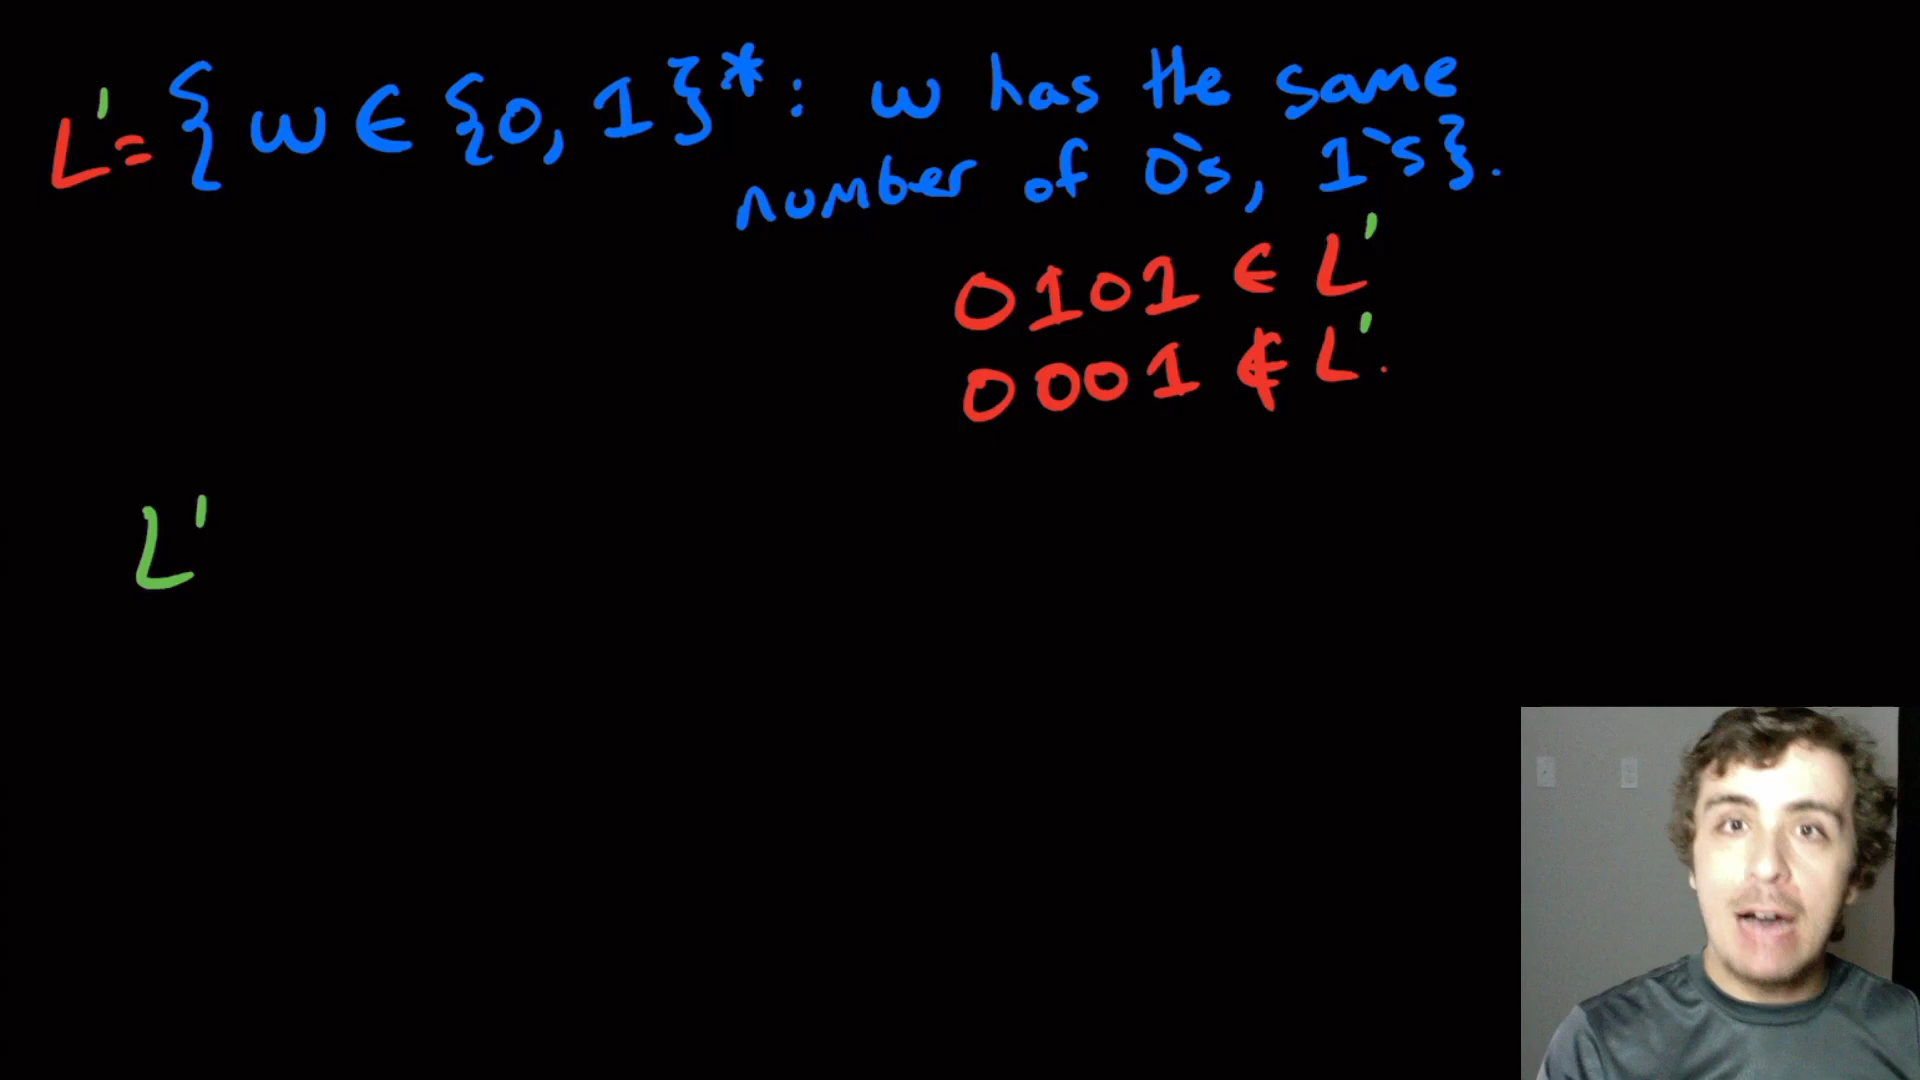 L'= {w ∈ {0, 1}*: w has the same
number of 0's, 1's}.
0101 ∈ L'
0001 ∉ L'.
L'